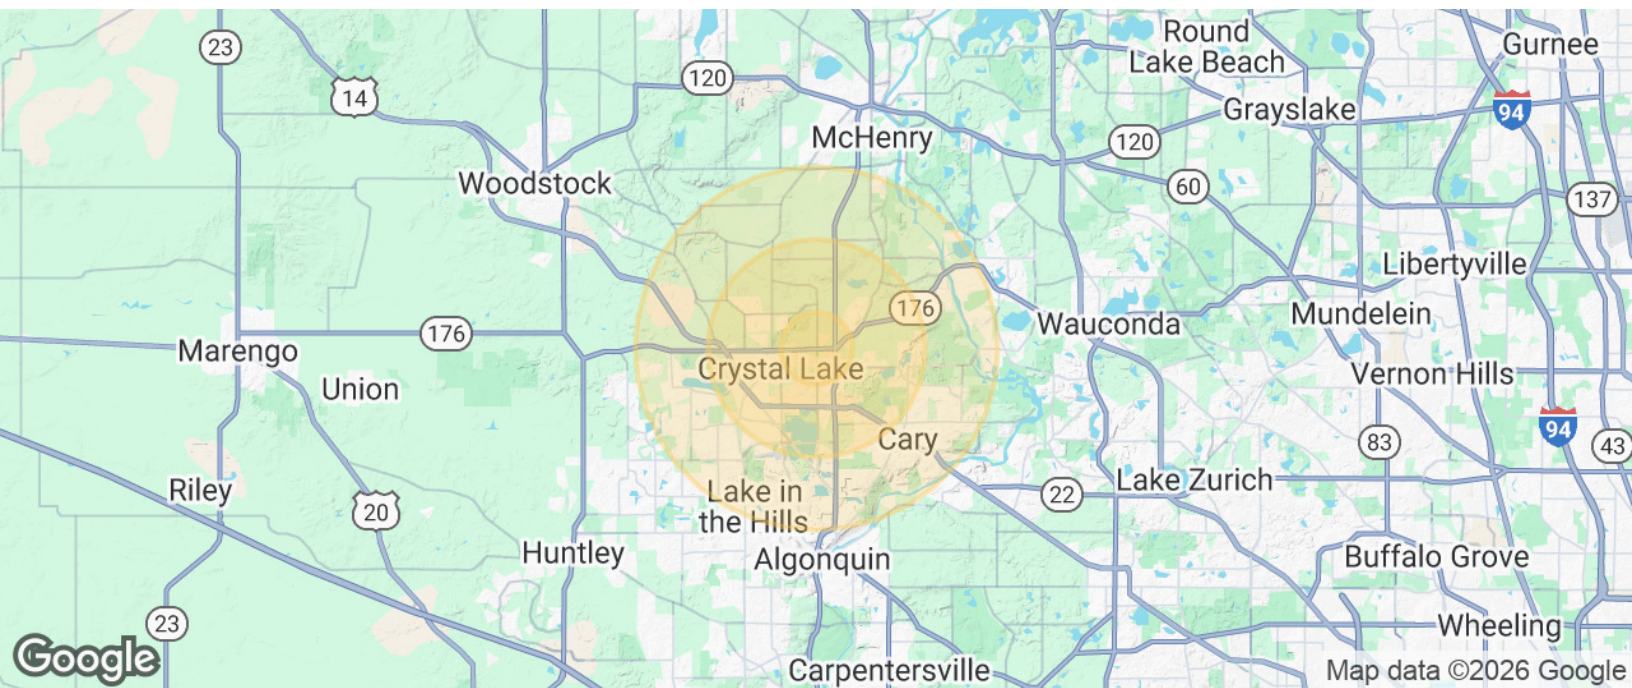 23
Round
Lake Beach
Gurnee
14
120
Grayslake
94
McHenry
120
Woodstock
60
137
Libertyville
176
Mundelein
Wauconda
176
Marengo
Crystal Lake
Vernon Hills
Union
94
Cary
83
43
Lake Zurich
Riley
Lake in
the Hills
22
20
Huntley
Algonquin
Buffalo Grove
23
Wheeling
Google
Carpentersville
Map data ©2026 Google